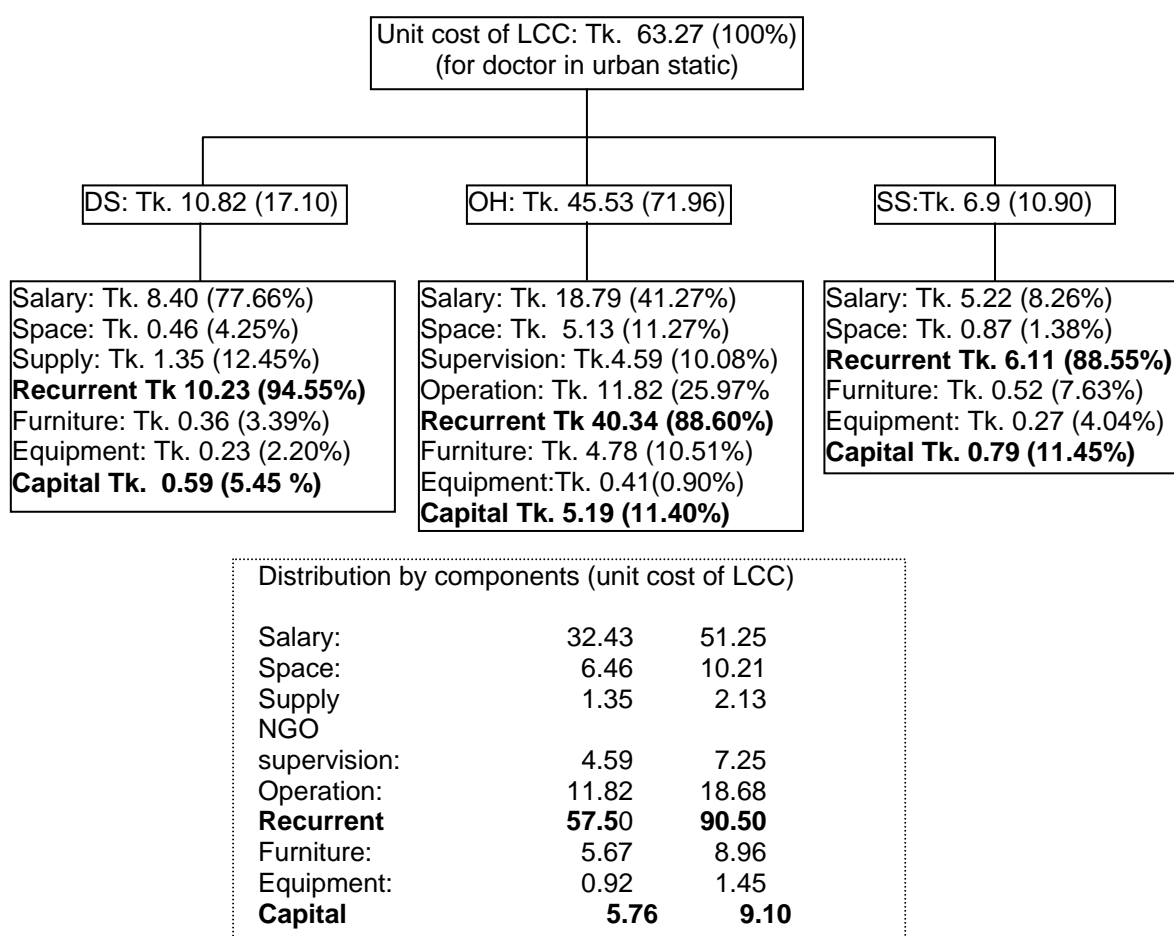 Unit cost of LCC: Tk. 63.27 (100%)
(for doctor in urban static)
DS: Tk. 10.82 (17.10)
OH: Tk. 45.53 (71.96)
SS:Tk. 6.9 (10.90)
Salary: Tk. 8.40 (77.66%)
Space: Tk. 0.46 (4.25%)
Supply: Tk. 1.35 (12.45%)
Recurrent Tk 10.23 (94.55%)
Furniture: Tk. 0.36 (3.39%)
Equipment: Tk. 0.23 (2.20%)
Capital Tk. 0.59 (5.45 %)
Salary: Tk. 18.79 (41.27%)
Space: Tk. 5.13 (11.27%)
Supervision: Tk.4.59 (10.08%)
Operation: Tk. 11.82 (25.97%
Recurrent Tk 40.34 (88.60%)
Furniture: Tk. 4.78 (10.51%)
Equipment:Tk. 0.41(0.90%)
Capital Tk. 5.19 (11.40%)
Salary: Tk. 5.22 (8.26%)
Space: Tk. 0.87 (1.38%)
Recurrent Tk. 6.11 (88.55%)
Furniture: Tk. 0.52 (7.63%)
Equipment: Tk. 0.27 (4.04%)
Capital Tk. 0.79 (11.45%)
Distribution by components (unit cost of LCC)
Salary: 32.43 51.25
Space: 6.46 10.21
Supply 1.35 2.13
NGO
supervision: 4.59 7.25
Operation: 11.82 18.68
Recurrent 57.50 90.50
Furniture: 5.67 8.96
Equipment: 0.92 1.45
Capital 5.76 9.10